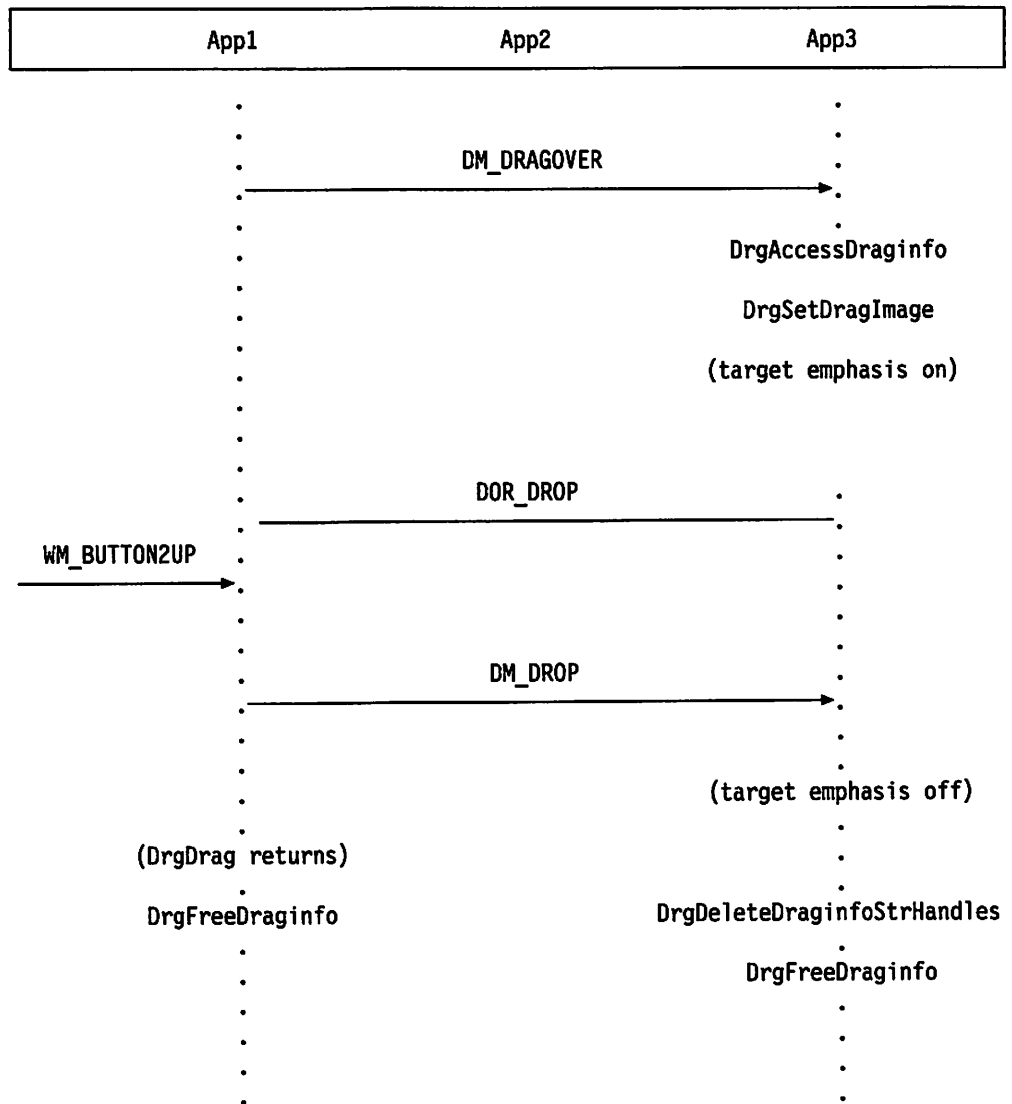 App1 App2 App3
DM_DRAGOVER
DrgAccessDraginfo
DrgSetDragImage
(target emphasis on)
DOR_DROP
WM_BUTTON2UP
DM_DROP
(target emphasis off)
(DrgDrag returns)
DrgFreeDraginfo DrgDeleteDraginfoStrHandles
DrgFreeDraginfo